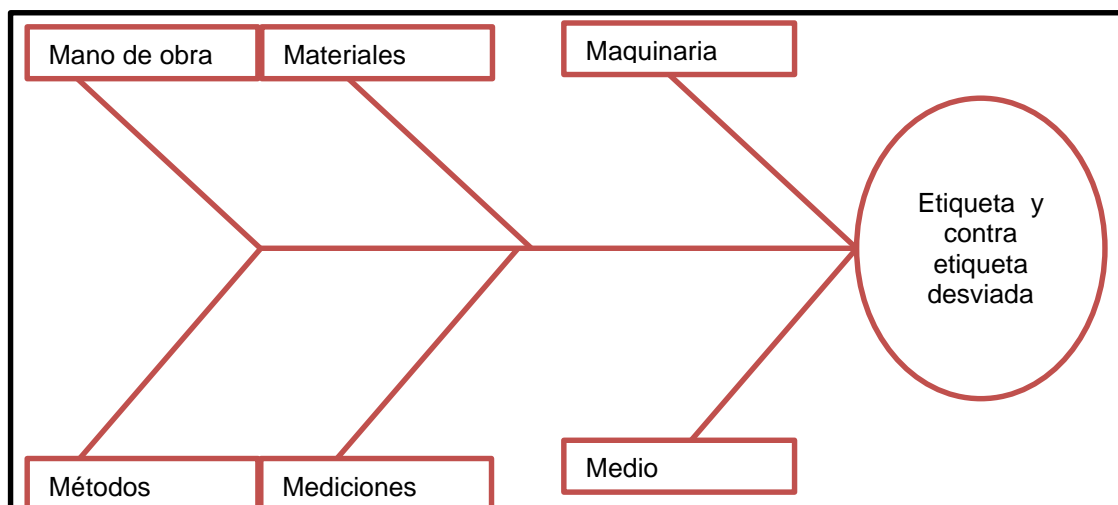 Mano de obra
Materiales
Maquinaria
Etiqueta y
contra
etiqueta
desviada
Métodos
Mediciones
Medio